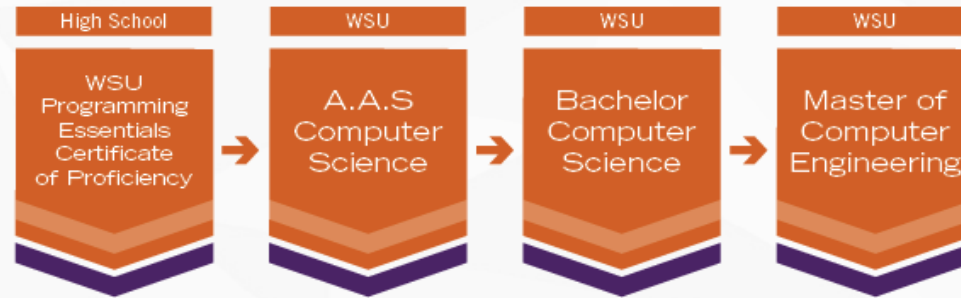 High School
WSU
Programming
Essentials
Certificate
of Proficiency
WSU
A.A.S
Computer
Science
WSU
Bachelor
Computer
Science
WSU
Master of
Computer
Engineering